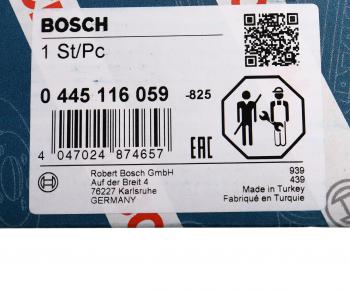 BOSCH
1 St/Pc
0 445 116 059 -825
4 047024 874657
EAC
Robert Bosch GmbH
Auf der Breit 4
76227 Karlsruhe
GERMANY
939
439
Made in Turkey
Fabriqué en Turquie